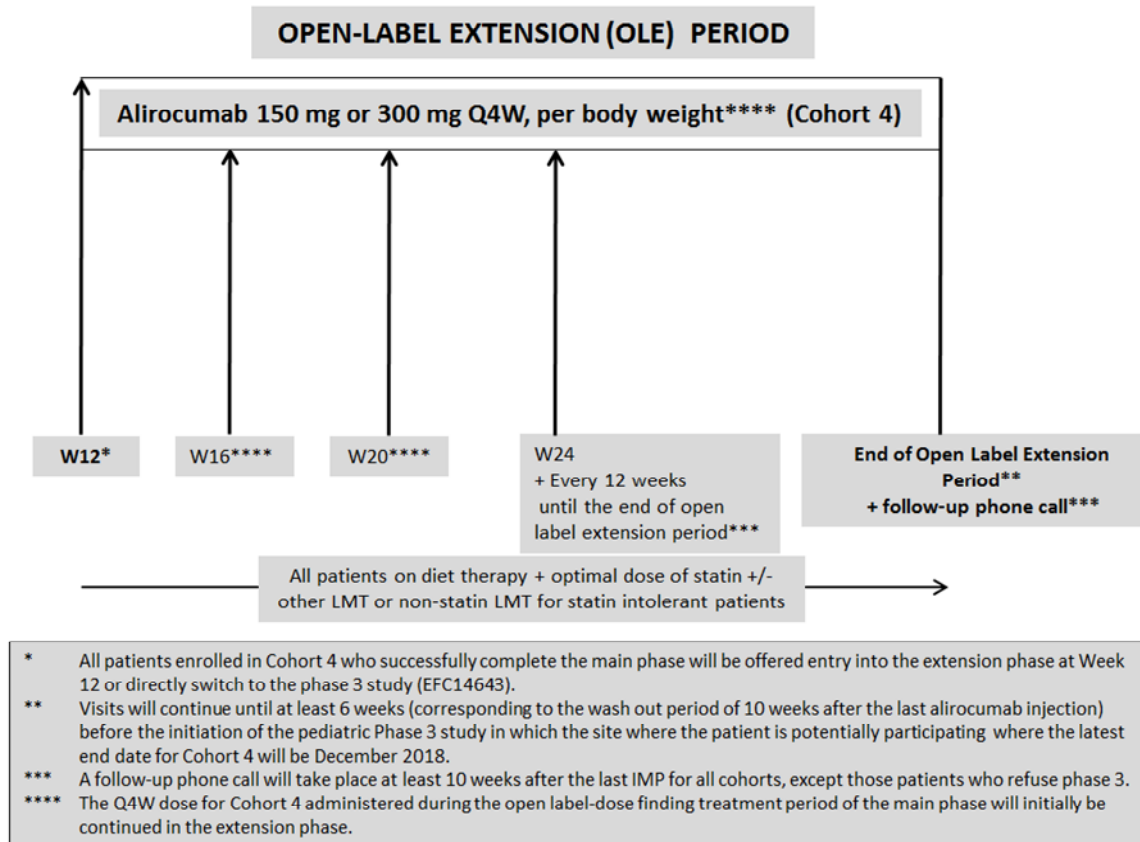 OPEN-LABEL EXTENSION (OLE) PERIOD
Alirocumab 150 mg or 300 mg Q4W, per body weight**** (Cohort 4)
W12*
W16****
W20****
W24
+ Every 12 weeks
until the end of open
label extension period***
End of Open Label Extension
Period**
+ follow-up phone call***
All patients on diet therapy + optimal dose of statin +/-
other LMT or non-statin LMT for statin intolerant patients
* All patients enrolled in Cohort 4 who successfully complete the main phase will be offered entry into the extension phase at Week
12 or directly switch to the phase 3 study (EFC14643).
** Visits will continue until at least 6 weeks (corresponding to the wash out period of 10 weeks after the last alirocumab injection)
before the initiation of the pediatric Phase 3 study in which the site where the patient is potentially participating where the latest
end date for Cohort 4 will be December 2018.
*** A follow-up phone call will take place at least 10 weeks after the last IMP for all cohorts, except those patients who refuse phase 3.
**** The Q4W dose for Cohort 4 administered during the open label-dose finding treatment period of the main phase will initially be
continued in the extension phase.